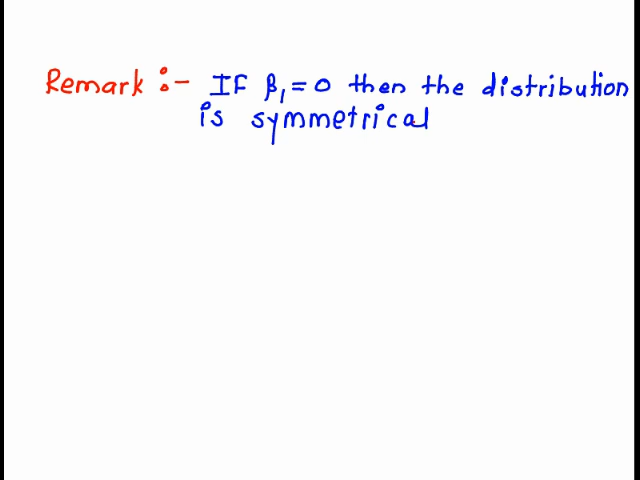 Remark :- IF β₁ = 0 then the distribution
is symmetrical